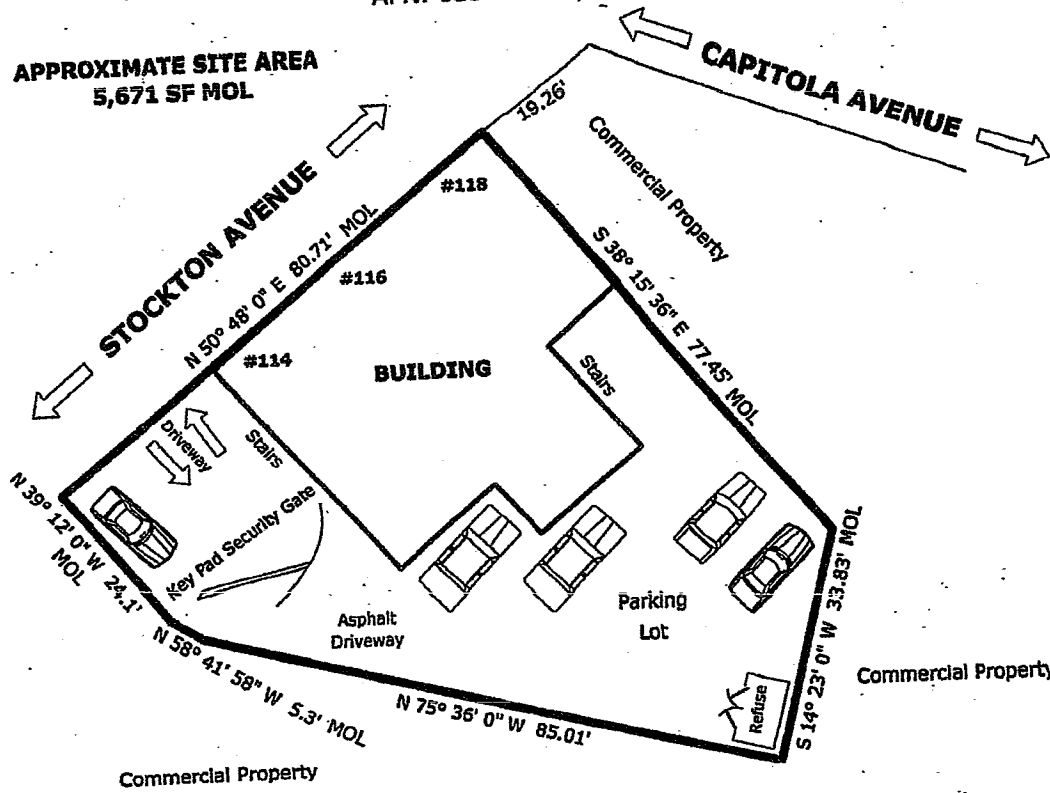 APPROXIMATE SITE AREA
5,671 SF MOL
CAPITOLA AVENUE
19.26'
Commercial Property
STOCKTON AVENUE
N 50° 48' 0" E 80.71' MOL
#118
#116
#114
BUILDING
S 38° 15' 36" E 77.45' MOL
Stairs
Driveway
Stairs
Key Pad Security Gate
N 39° 12' 0" W 24.1'
MOL
Asphalt
Driveway
Parking
Lot
Refuse
S 14° 23' 0" W 33.83' MOL
Commercial Property
N 58° 41' 58" W 5.3' MOL
N 75° 36' 0" W 85.01'
Commercial Property